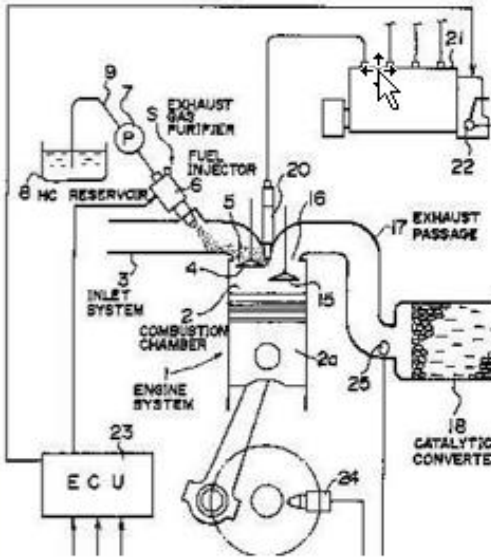 21
9
7
S
EXHAUST
GAS
PURIFIER
P
FUEL
INJECTOR
22
20
6
8
HC RESERVOIR
5
16
17
EXHAUST
PASSAGE
4
3
INLET
SYSTEM
2
15
COMBUSTION
CHAMBER
2a
25
1
ENGINE
SYSTEM
18
CATALYTIC
CONVERTE
23
ECU
24